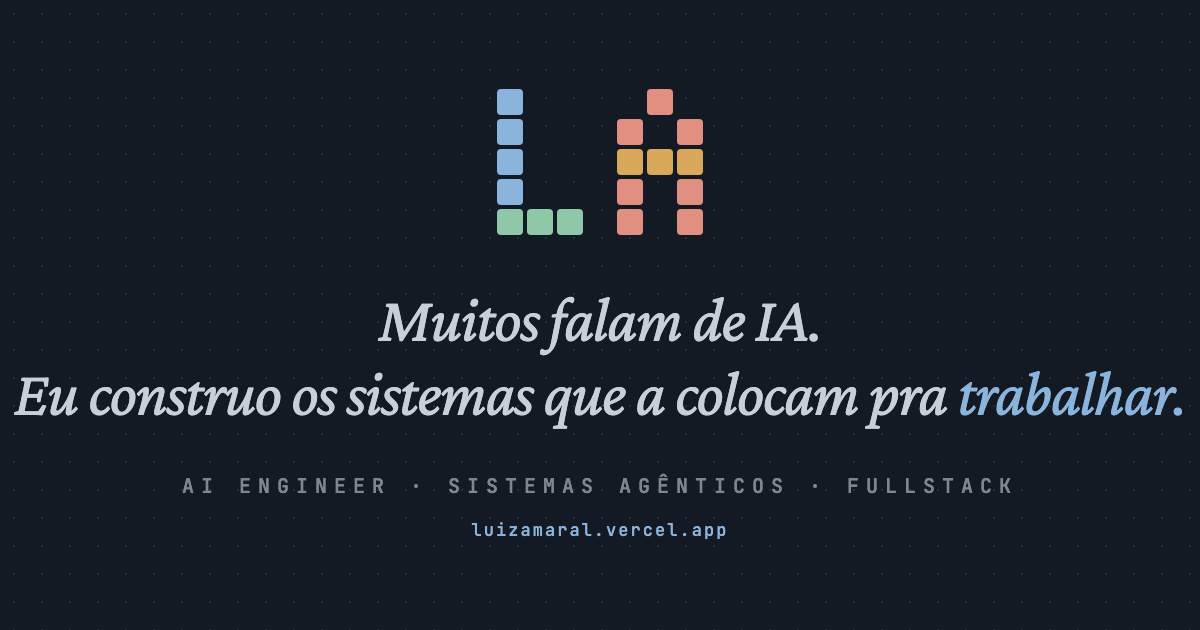 LA
Muitos falam de IA.
Eu construo os sistemas que a colocam pra trabalhar.
AI ENGINEER · SISTEMAS AGÊNTICOS · FULLSTACK
luizamaral.vercel.app